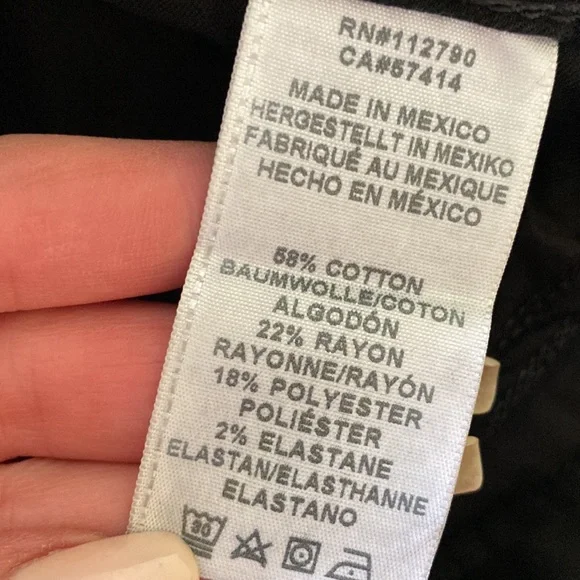 RN#112790
CA#57414
MADE IN MEXICO
HERGESTELLT IN MEXIKO
FABRIQUÉ AU MEXIQUE
HECHO EN MÉXICO
58% COTTON
BAUMWOLLE/COTON
ALGODÓN
22% RAYON
RAYONNE/RAYÓN
18% POLYESTER
POLIÉSTER
2% ELASTANE
ELASTAN/ELASTHANNE
ELASTANO
30